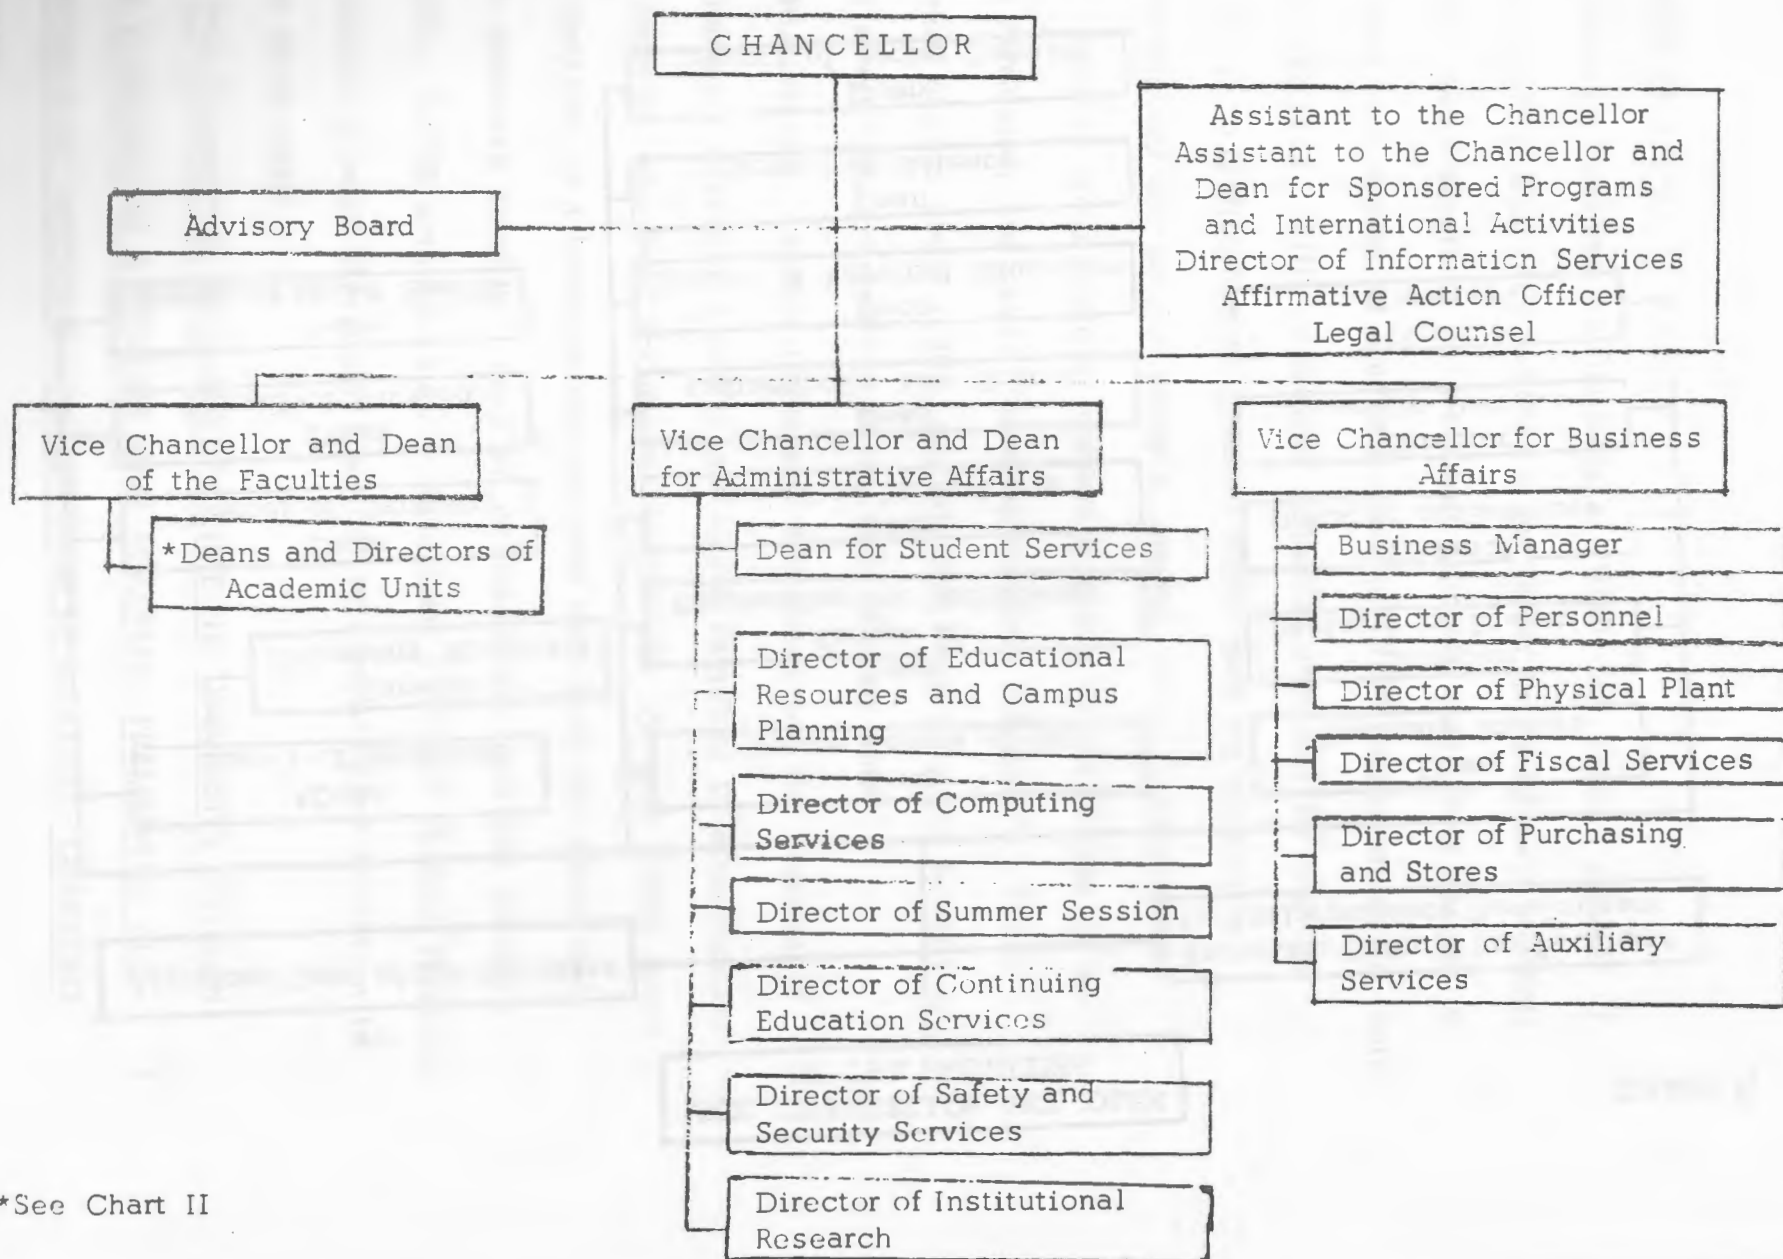 CHANCELLOR
Assistant to the Chancellor
Assistant to the Chancellor and
Dean for Sponsored Programs
and International Activities
Director of Information Services
Affirmative Action Officer
Legal Counsel
Advisory Board
Vice Chancellor and Dean
of the Faculties
*Deans and Directors of
Academic Units
Vice Chancellor and Dean
for Administrative Affairs
Dean for Student Services
Director of Educational
Resources and Campus
Planning
Director of Computing
Services
Director of Summer Session
Director of Continuing
Education Services
Director of Safety and
Security Services
Director of Institutional
Research
Vice Chancellor for Business
Affairs
Business Manager
Director of Personnel
Director of Physical Plant
Director of Fiscal Services
Director of Purchasing
and Stores
Director of Auxiliary
Services
*See Chart II